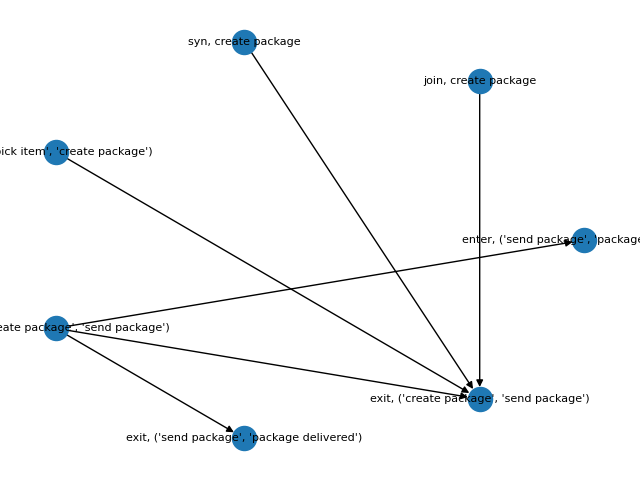 syn, create package
join, create package
ick item', 'create package')
enter, ('send package', 'package
eate package', 'send package')
exit, ('create package', 'send package')
exit, ('send package', 'package delivered')